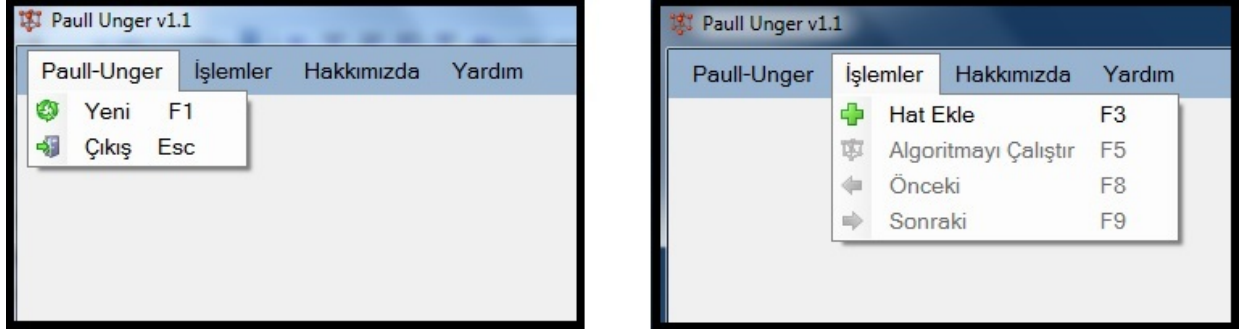 Paull Unger v1.1
Paull-Unger İşlemler Hakkımızda Yardım
Yeni F1
Çıkış Esc
Paull Unger v1.1
Paull-Unger İşlemler Hakkımızda Yardım
Hat Ekle F3
Algoritmayı Çalıştır F5
Önceki F8
Sonraki F9